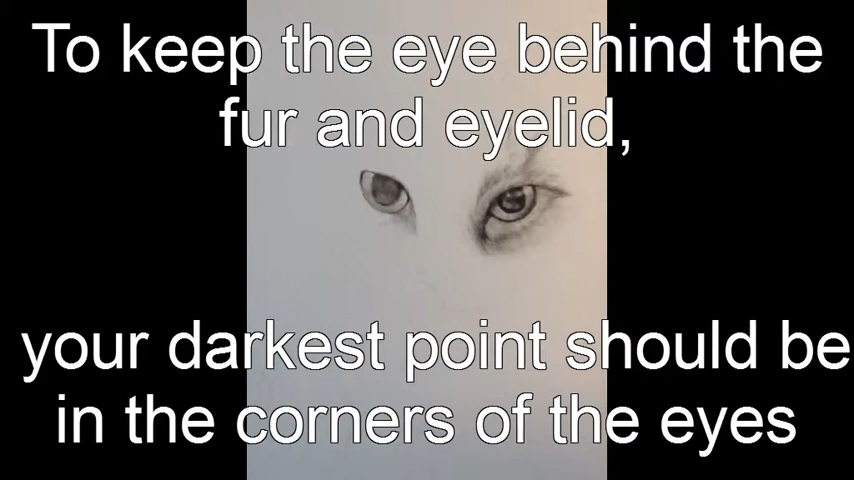 To keep the eye behind the
fur and eyelid,
your darkest point should be
in the corners of the eyes